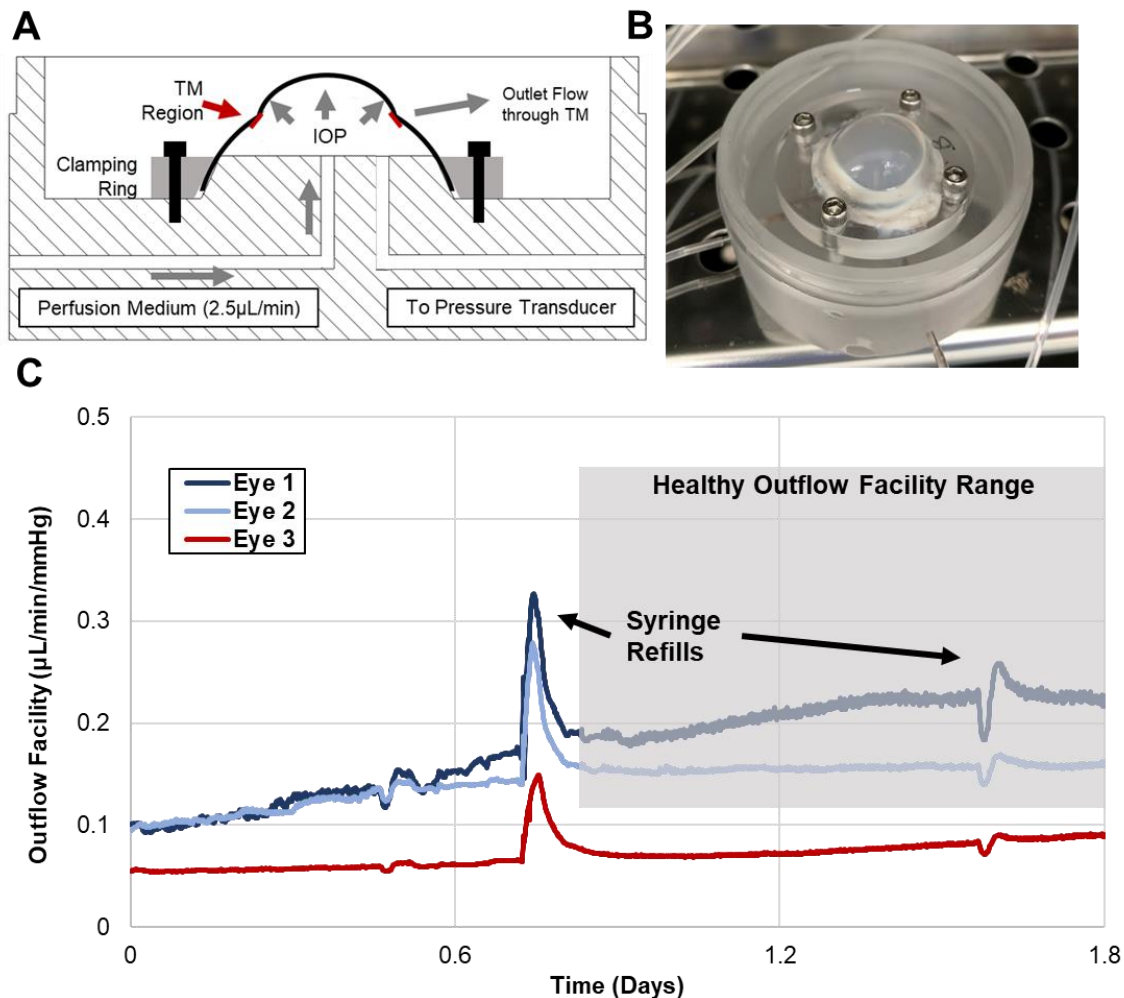 A
TM
Region
IOP
Outlet Flow
through TM
Clamping
Ring
Perfusion Medium (2.5µL/min)
To Pressure Transducer
B
C
Outflow Facility (µL/min/mmHg)
0.5
0.4
0.3
0.2
0.1
0
Eye 1
Eye 2
Eye 3
Healthy Outflow Facility Range
Syringe
Refills
0
0.6
1.2
1.8
Time (Days)